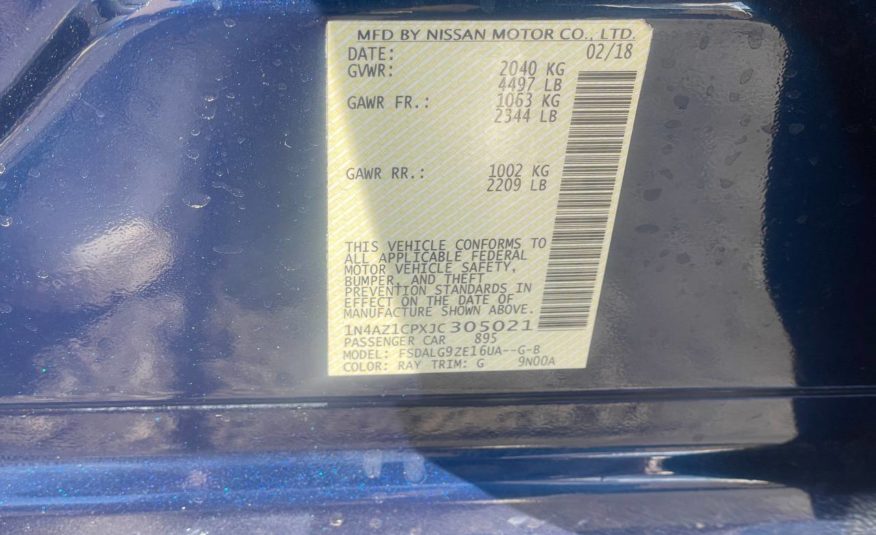 MFD BY NISSAN MOTOR CO., LTD.
DATE: 02/18
GVWR: 2040 KG
4497 LB
GAWR FR.: 1063 KG
2344 LB
GAWR RR.: 1002 KG
2209 LB
THIS VEHICLE CONFORMS TO
ALL APPLICABLE FEDERAL
MOTOR VEHICLE SAFETY,
BUMPER, AND THEFT
PREVENTION STANDARDS IN
EFFECT ON THE DATE OF
MANUFACTURE SHOWN ABOVE.
1N4AZ1CPXJC305021
PASSENGER CAR 895
MODEL: FSDALG9ZE16UA--G-B
COLOR: RAY TRIM: G 9N00A